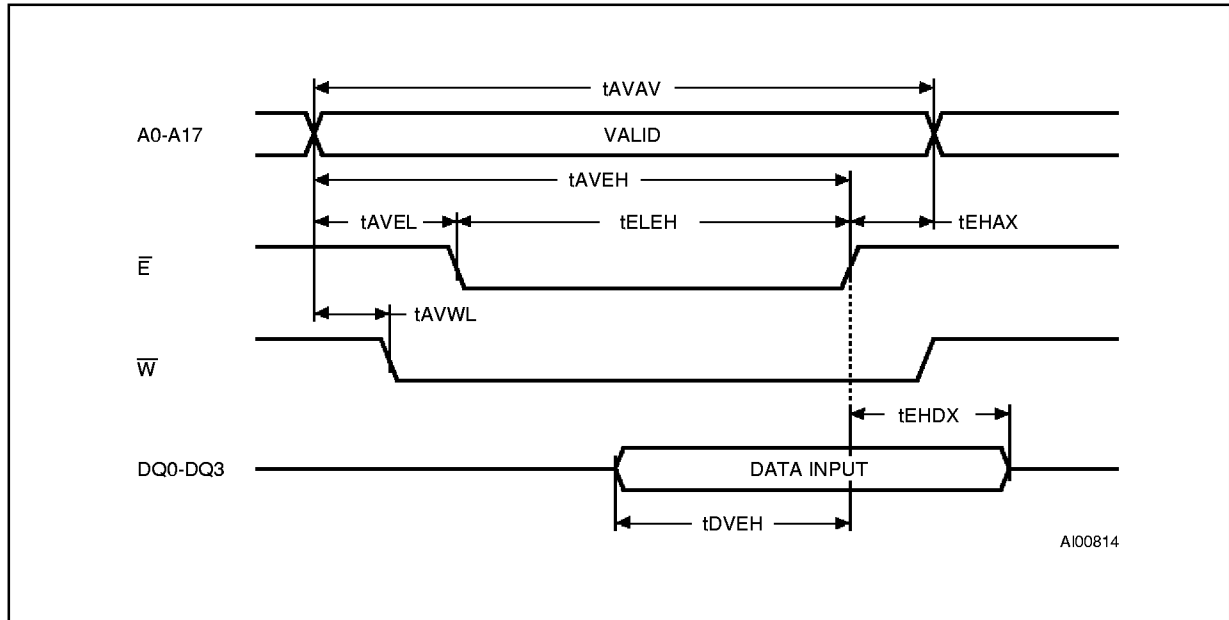 tAVAV
A0-A17 VALID
tAVEH
tAVEL tELEH tEHAX
E̅
tAVWL
W̅
tEHDX
DQ0-DQ3 DATA INPUT
tDVEH
AI00814